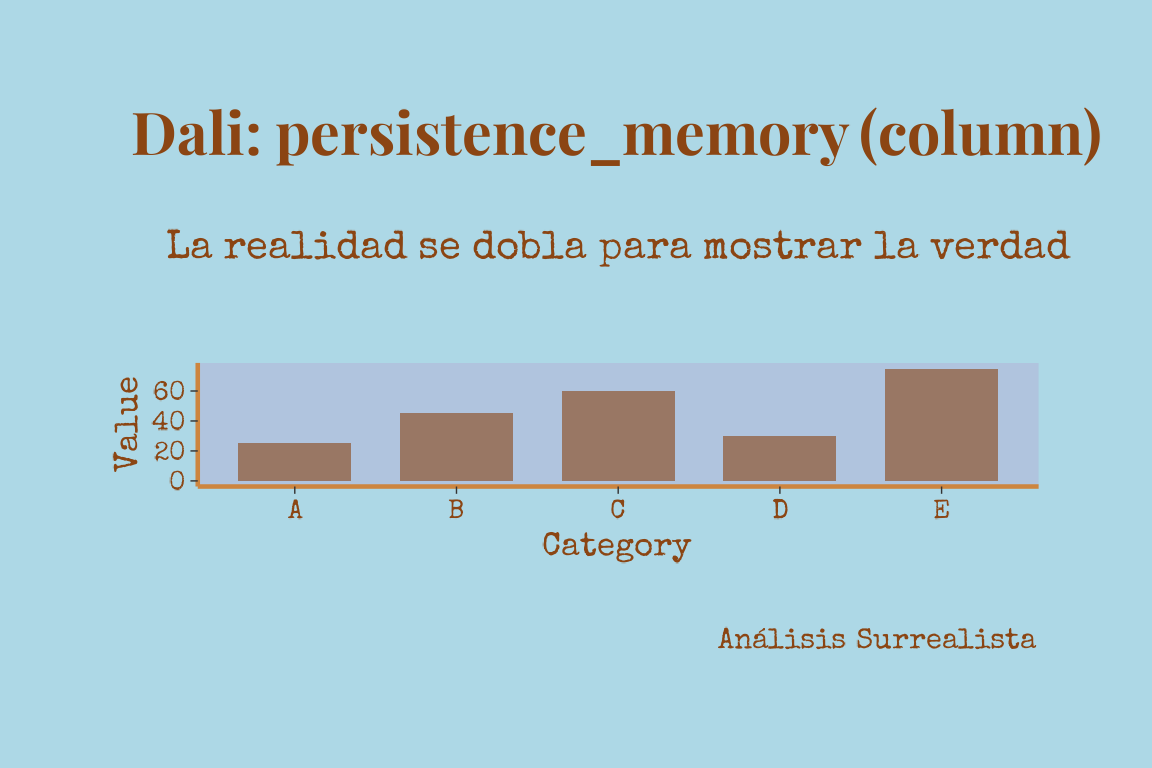 Dali: persistence_memory (column)
La realidad se dobla para mostrar la verdad
Value
60
40
20
0
A B C D E
Category
Análisis Surrealista